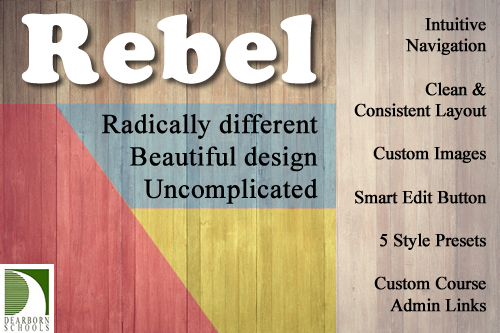 Rebel
Radically different
Beautiful design
Uncomplicated
Intuitive
Navigation
Clean &
Consistent Layout
Custom Images
Smart Edit Button
5 Style Presets
Custom Course
Admin Links
DEARBORN
SCHOOLS